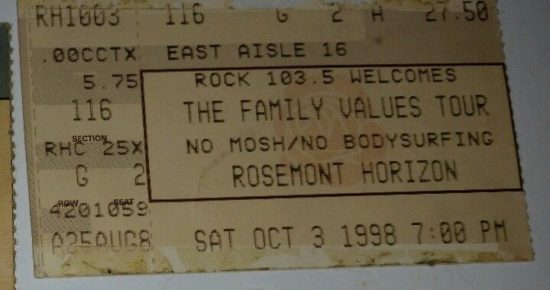 RH1003 116 G 2 A 27.50
.00CCTX EAST AISLE 16
5.75 ROCK 103.5 WELCOMES
116 THE FAMILY VALUES TOUR
SECTION
RHC 25X NO MOSH/NO BODYSURFING
G 2 ROSEMONT HORIZON
ROW SEAT
4201059
A25AUG8 SAT OCT 3 1998 7:00 PM